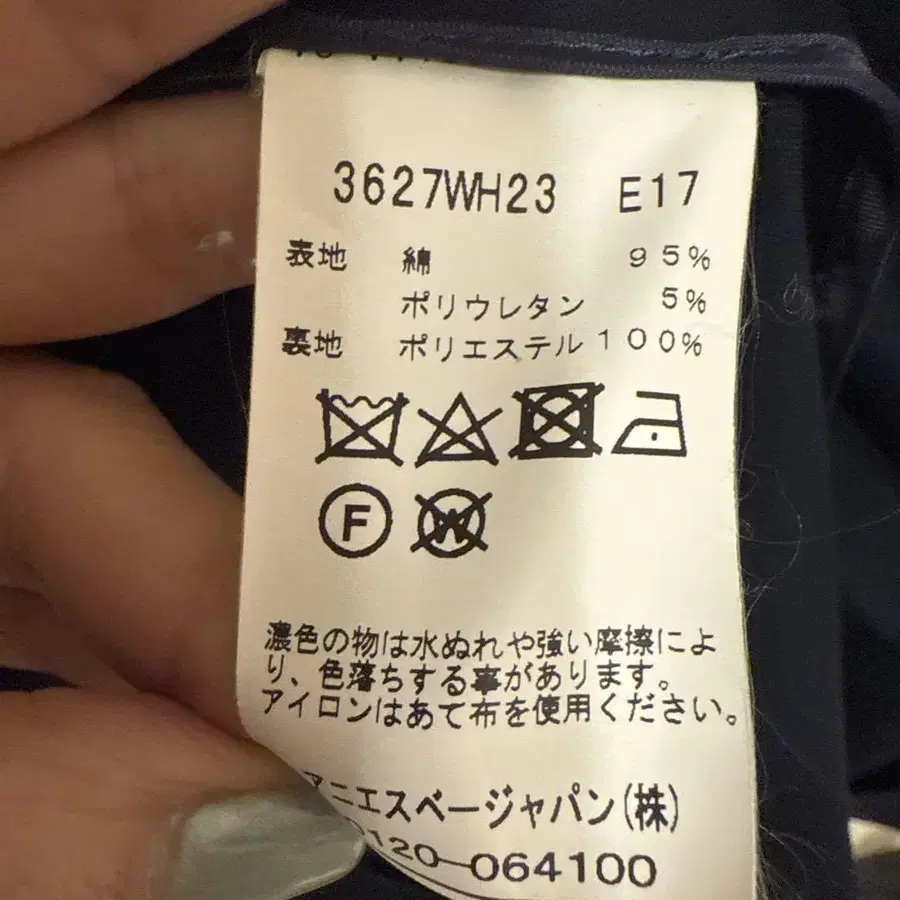 3627WH23 E17
表地 綿 95%
ポリウレタン 5%
裏地 ポリエステル100%
F
W
濃色の物は水ぬれや強い摩擦によ
り、色落ちする事があります。
アイロンはあて布を使用ください。
アニエスベージャパン(株)
120-064100